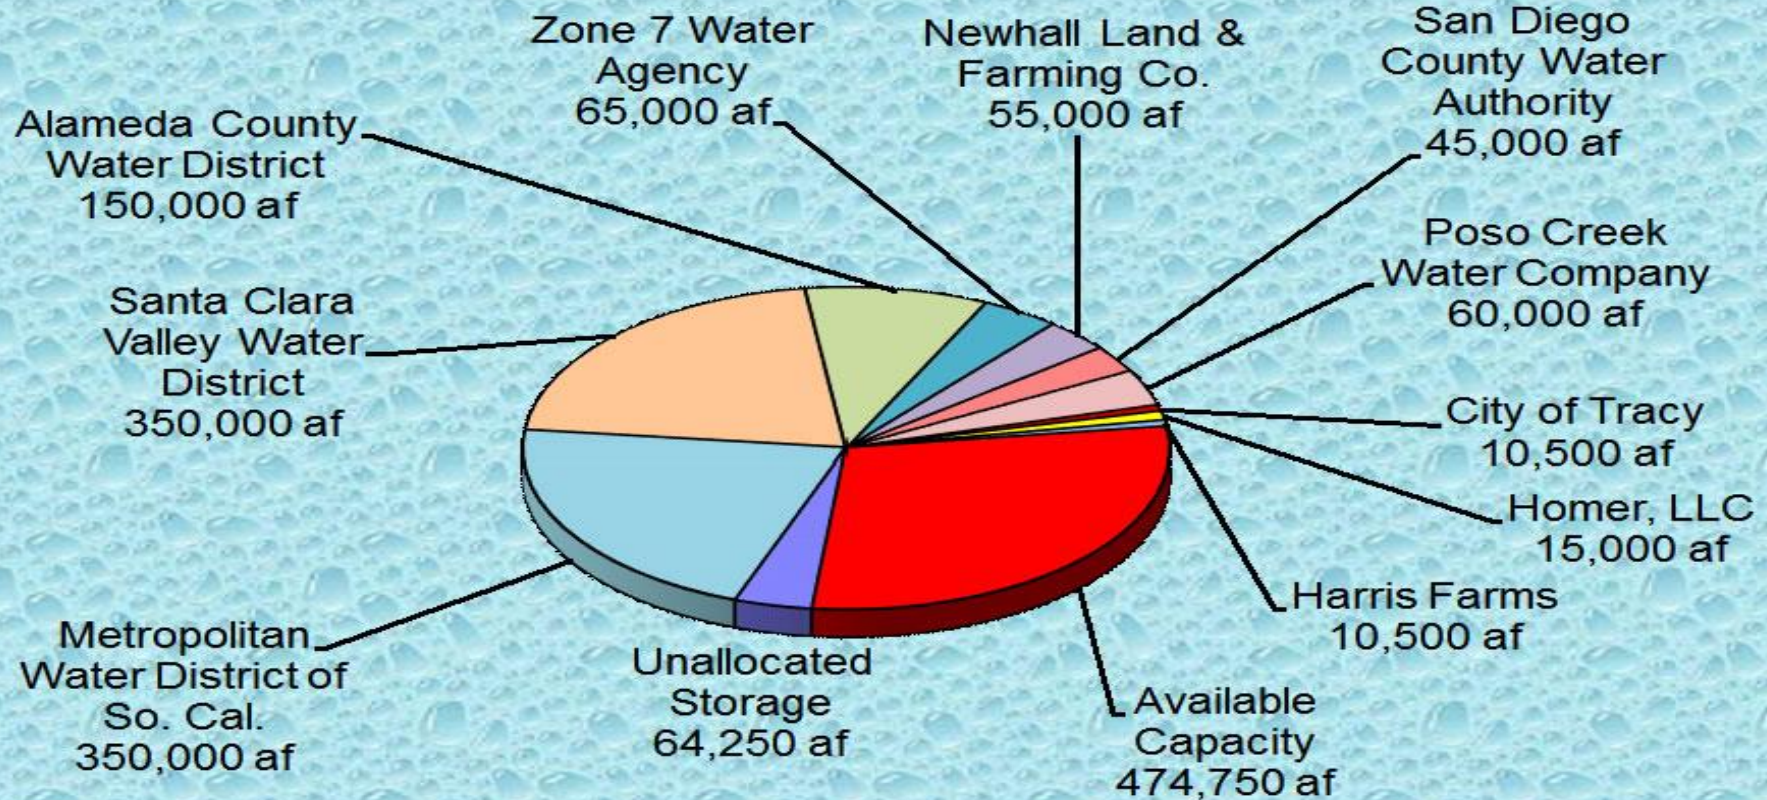 Zone 7 Water
Agency
65,000 af
Newhall Land &
Farming Co.
55,000 af
San Diego
County Water
Authority
45,000 af
Alameda County
Water District
150,000 af
Poso Creek
Water Company
60,000 af
Santa Clara
Valley Water
District
350,000 af
City of Tracy
10,500 af
Homer, LLC
15,000 af
Harris Farms
10,500 af
Metropolitan
Water District of
So. Cal.
350,000 af
Unallocated
Storage
64,250 af
Available
Capacity
474,750 af